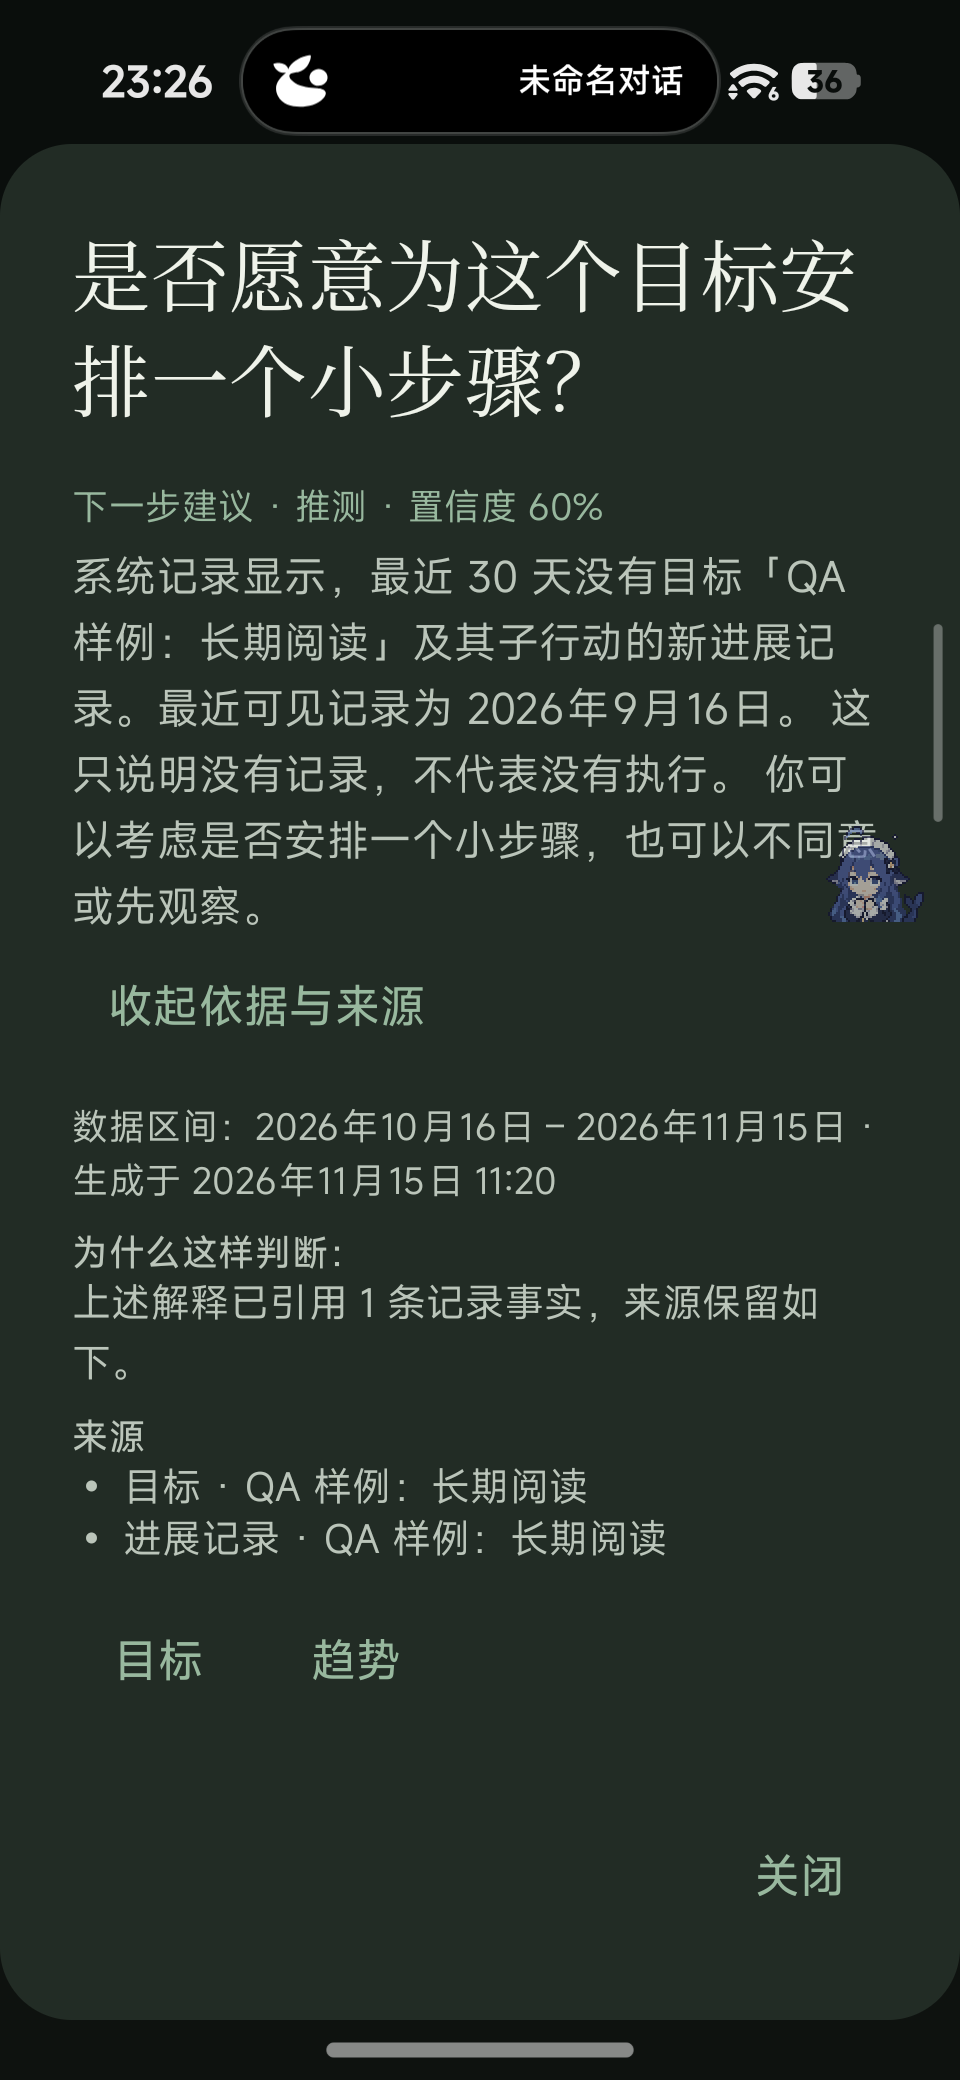 23:26
未命名对话
6
36
是否愿意为这个目标安
排一个小步骤？
下一步建议 · 推测 · 置信度 60%
系统记录显示，最近 30 天没有目标「QA
样例：长期阅读」及其子行动的新进展记
录。最近可见记录为 2026年9月16日。 这
只说明没有记录，不代表没有执行。 你可
以考虑是否安排一个小步骤，也可以不同意
或先观察。
收起依据与来源
数据区间：2026年10月16日 – 2026年11月15日 ·
生成于 2026年11月15日 11:20
为什么这样判断：
上述解释已引用 1 条记录事实，来源保留如
下。
来源
• 目标 · QA 样例：长期阅读
• 进展记录 · QA 样例：长期阅读
目标
趋势
关闭